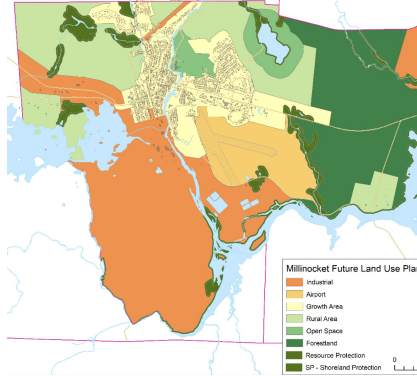 Millinocket Future Land Use Plan
Industrial
Airport
Growth Area
Rural Area
Open Space
Forestland
Resource Protection
SP - Shoreland Protection
0